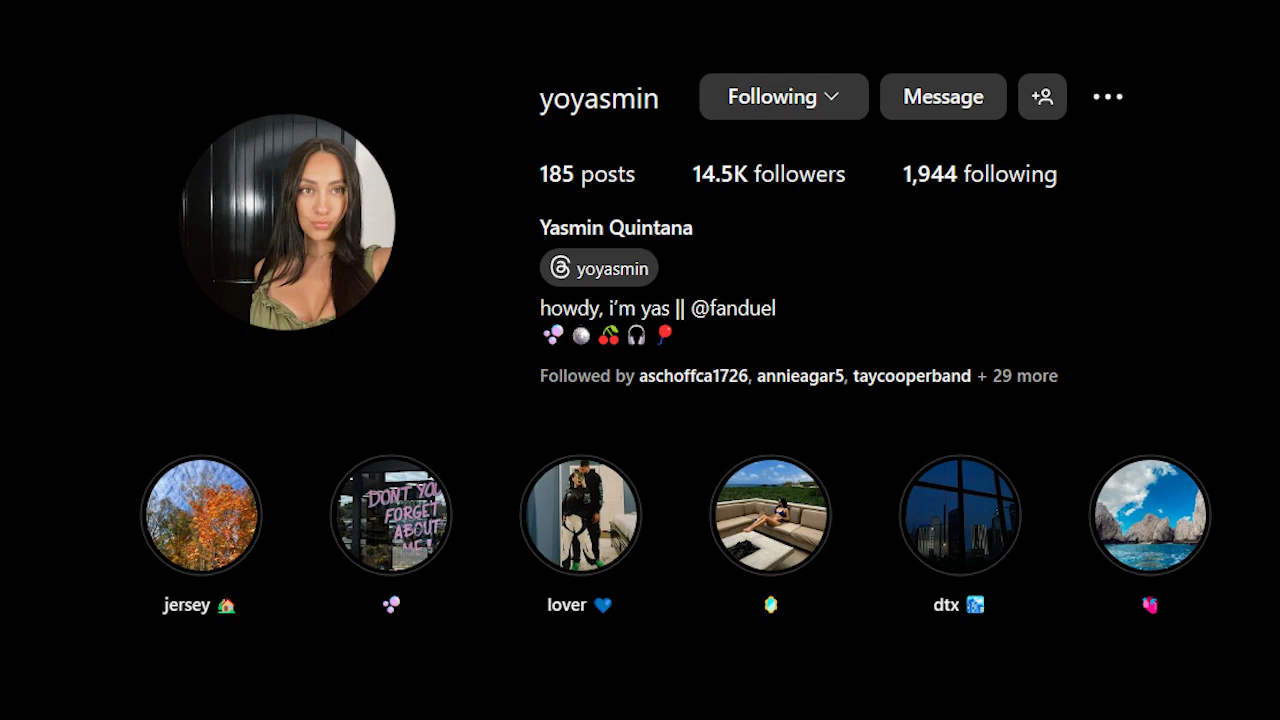 yoyasmin Following Message
185 posts 14.5K followers 1,944 following
Yasmin Quintana
yoyasmin
howdy, i’m yas || @fanduel
🫧 🪩 🍒 🎧 🎈
Followed by aschoffca1726, annieagar5, taycooperband + 29 more
DONT YOU
FORGET
ABOUT
ME!
jersey 🏡 🫧 lover 💙 🪞 dtx 🏙️ 🫀